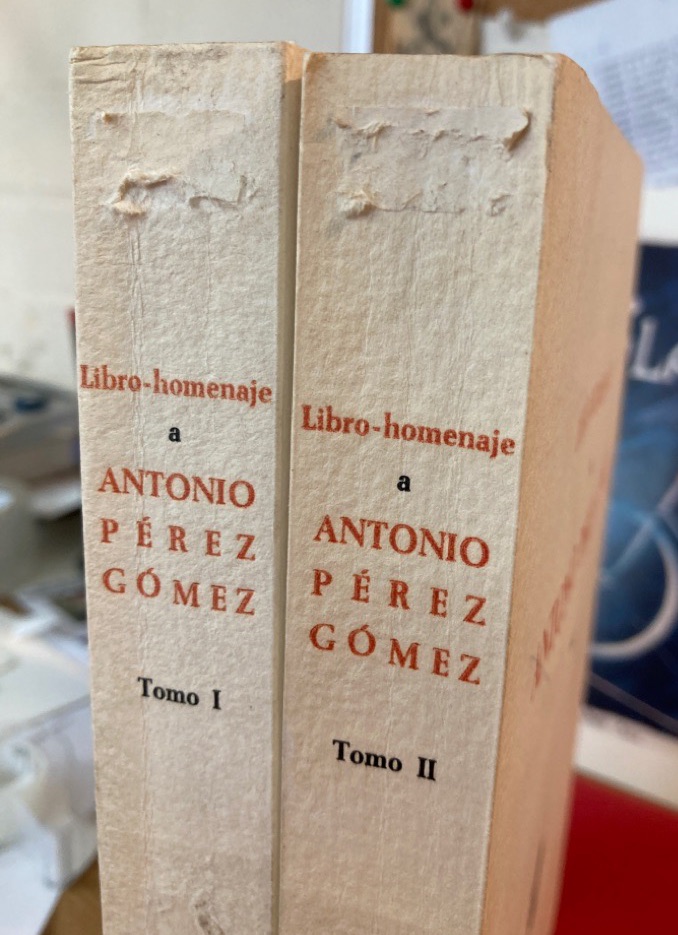 Libro-homenaje
a
ANTONIO
PÉREZ
GÓMEZ
Tomo I
Libro-homenaje
a
ANTONIO
PÉREZ
GÓMEZ
Tomo II